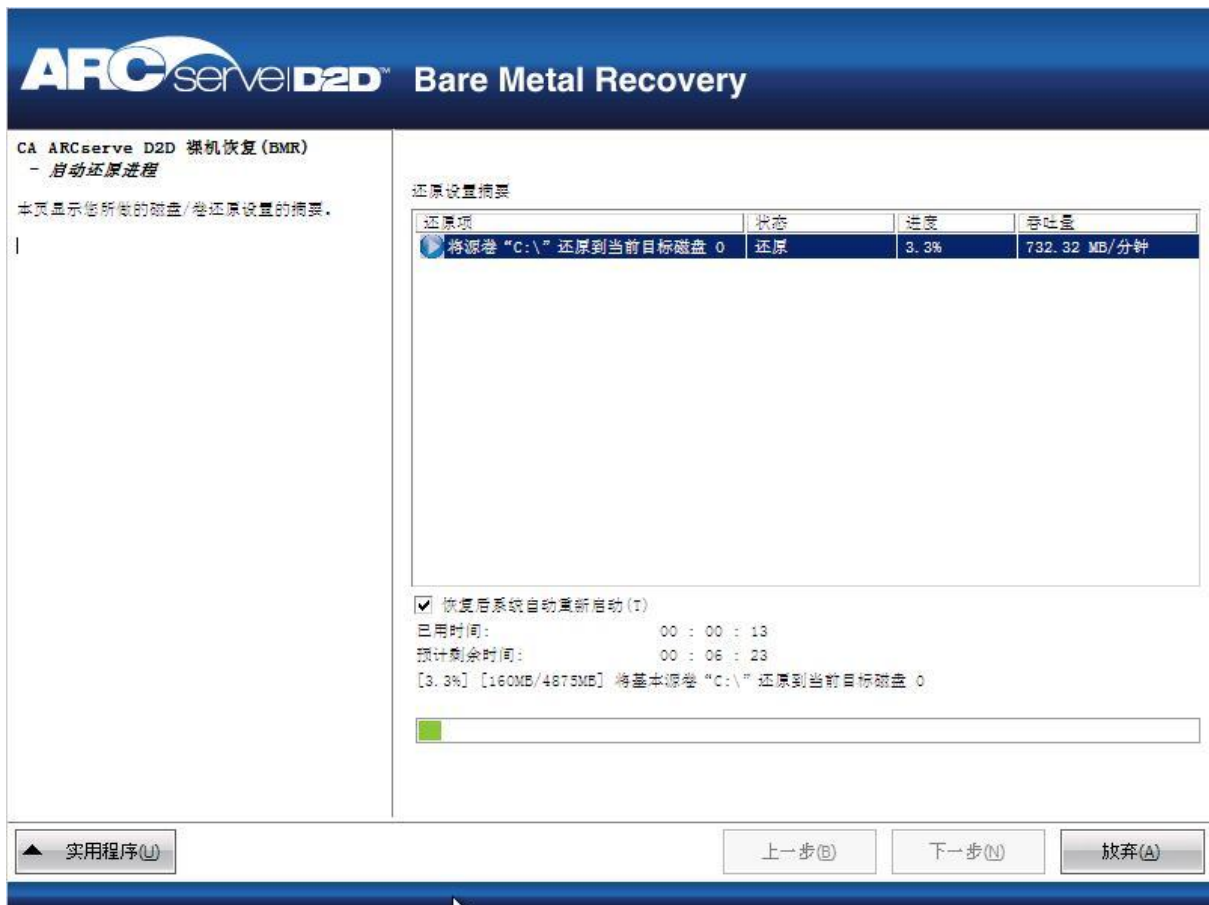 ARCserve D2D™ Bare Metal Recovery
CA ARCserve D2D 裸机恢复(BMR)
- 启动还原进程
本页显示您所做的磁盘/卷还原设置的摘要.
还原设置摘要
还原项 状态 进度 吞吐量
将源卷“C:\”还原到当前目标磁盘 0 还原 3.3% 732.32 MB/分钟
恢复后系统自动重新启动(T)
已用时间: 00 : 00 : 13
预计剩余时间: 00 : 06 : 23
[3.3%] [160MB/4875MB] 将基本源卷“C:\”还原到当前目标磁盘 0
实用程序(U) 上一步(B) 下一步(N) 放弃(A)